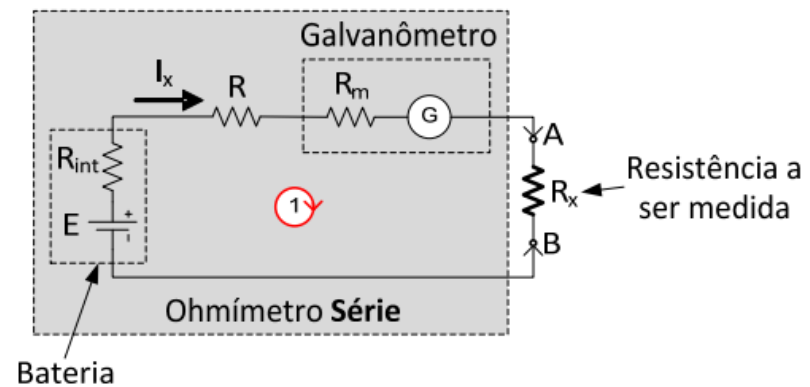 Galvanômetro
Ix
R
Rm
G
A
Rint
1
Rx
Resistência a
ser medida
E
+
B
Ohmímetro Série
Bateria